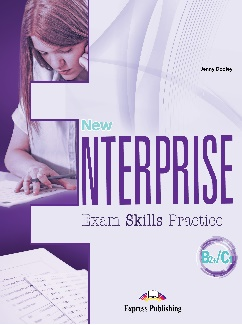 Jenny Dooley
New
ENTERPRISE
Exam Skills Practice
B2+/C1
Express Publishing